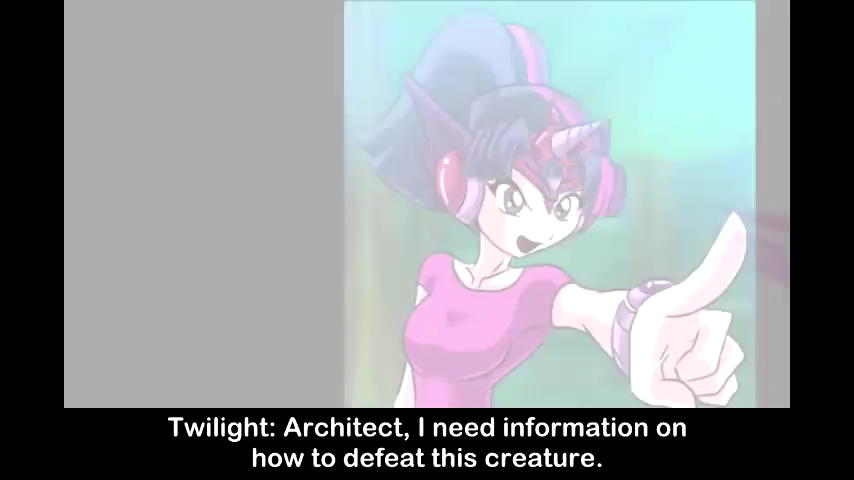 Twilight: Architect, I need information on
how to defeat this creature.